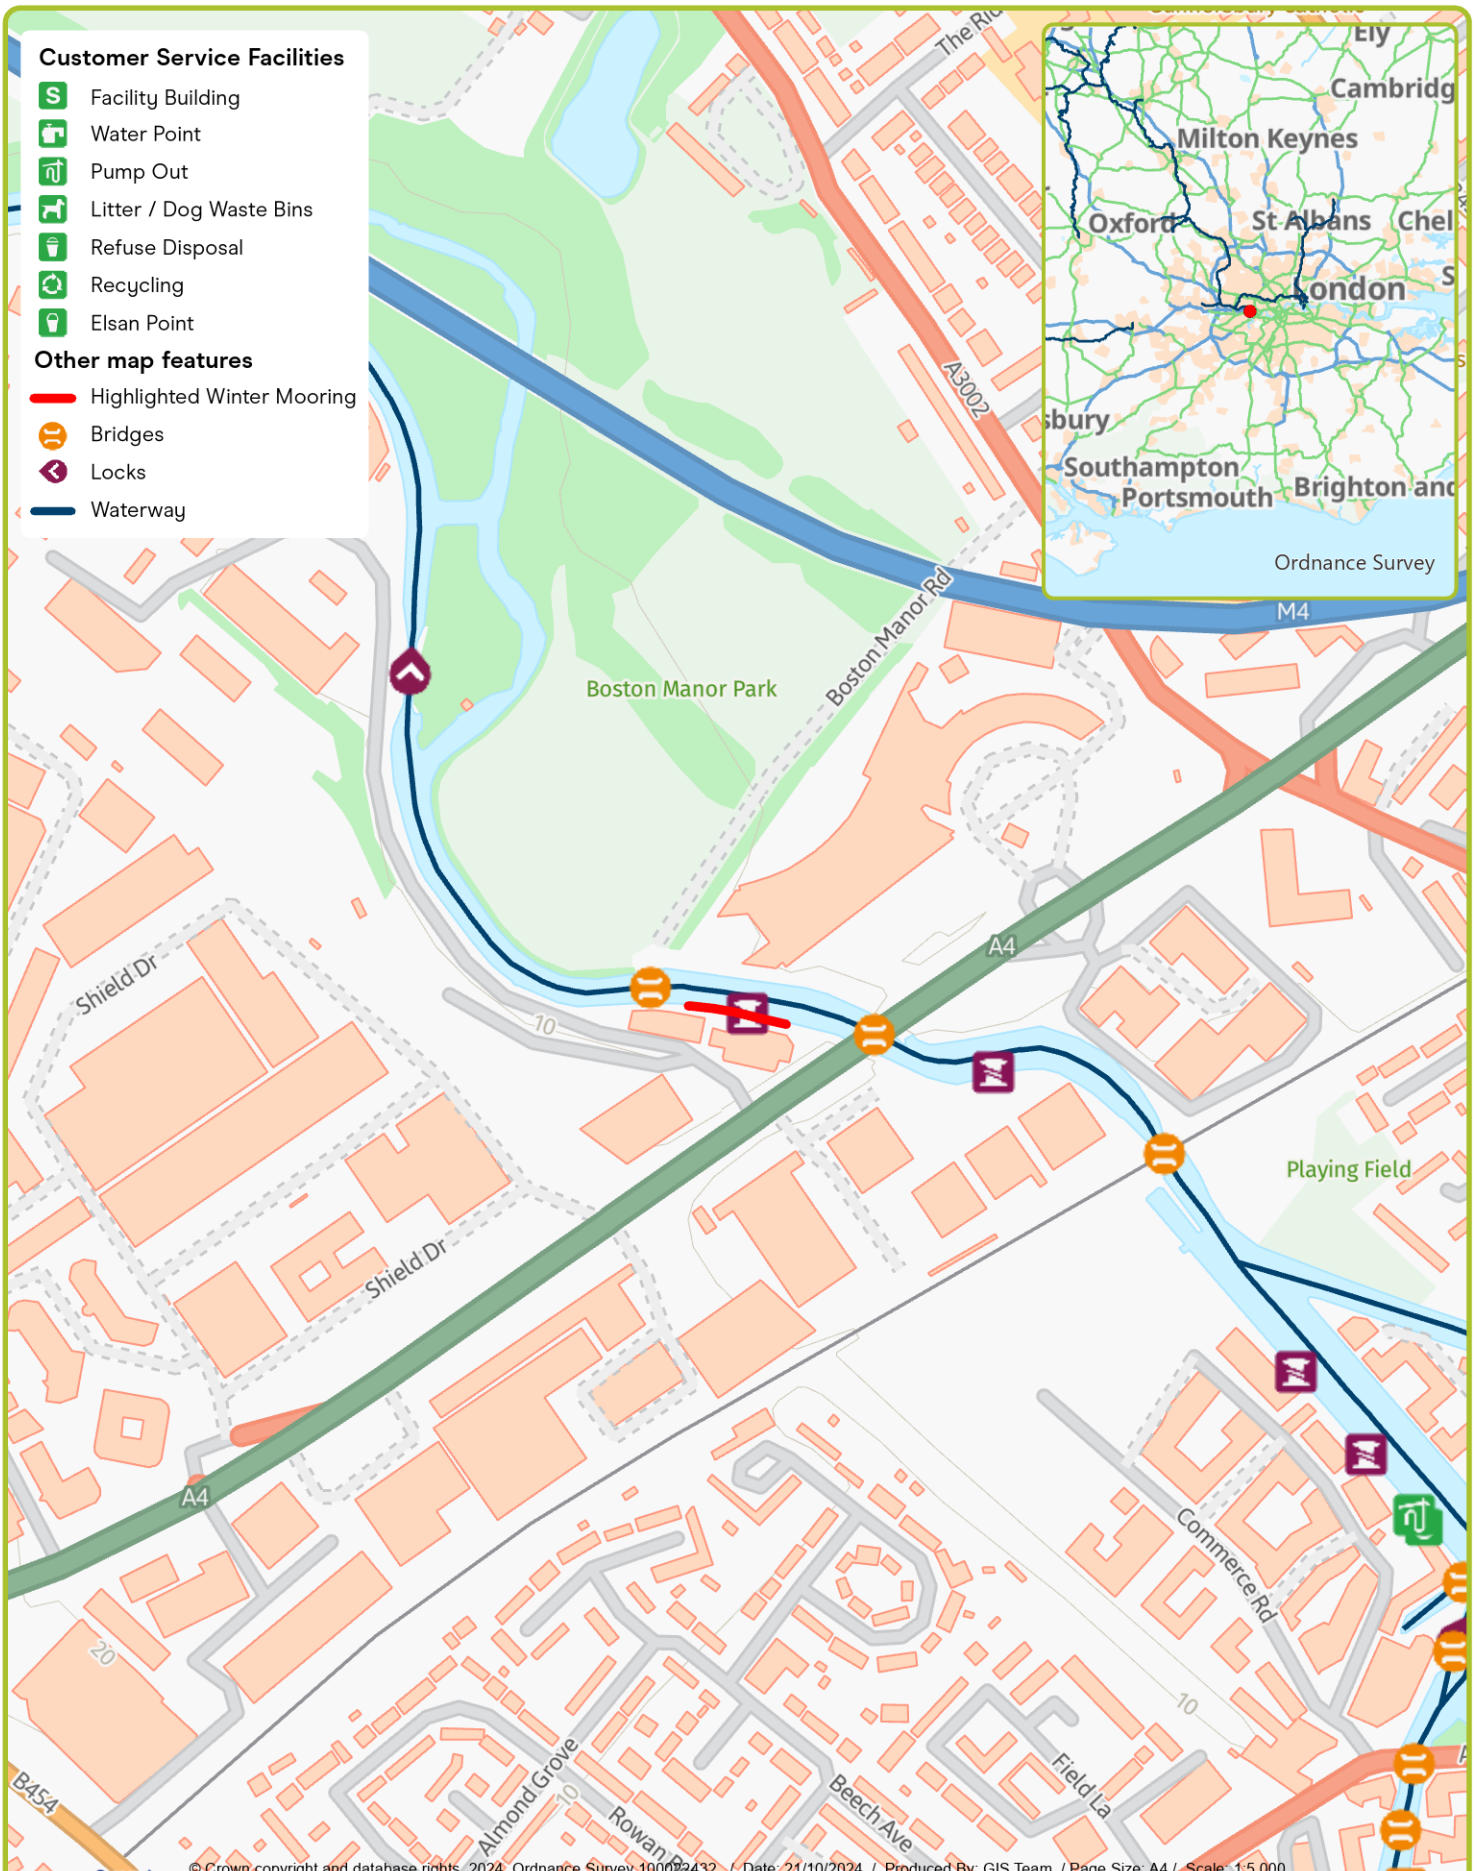 Customer Service Facilities
Facility Building
Water Point
Pump Out
Litter / Dog Waste Bins
Refuse Disposal
Recycling
Elsan Point
Other map features
Highlighted Winter Mooring
Bridges
Locks
Waterway
The Rid
Ely
Cambridg
Milton Keynes
Oxford
St Albans
Chel
London
S
sbury
Southampton
Portsmouth
Brighton and
Ordnance Survey
A3002
M4
Boston Manor Rd
Boston Manor Park
A4
Shield Dr
10
Playing Field
Shield Dr
A4
Commerce Rd
20
10
B454
Almond Grove
10
Rowan R
Beech Ave
Field La
A
© Crown copyright and database rights, 2024, Ordnance Survey 100023432. / Date: 21/10/2024 / Produced By: GIS Team / Page Size: A4 / Scale: 1:5,000